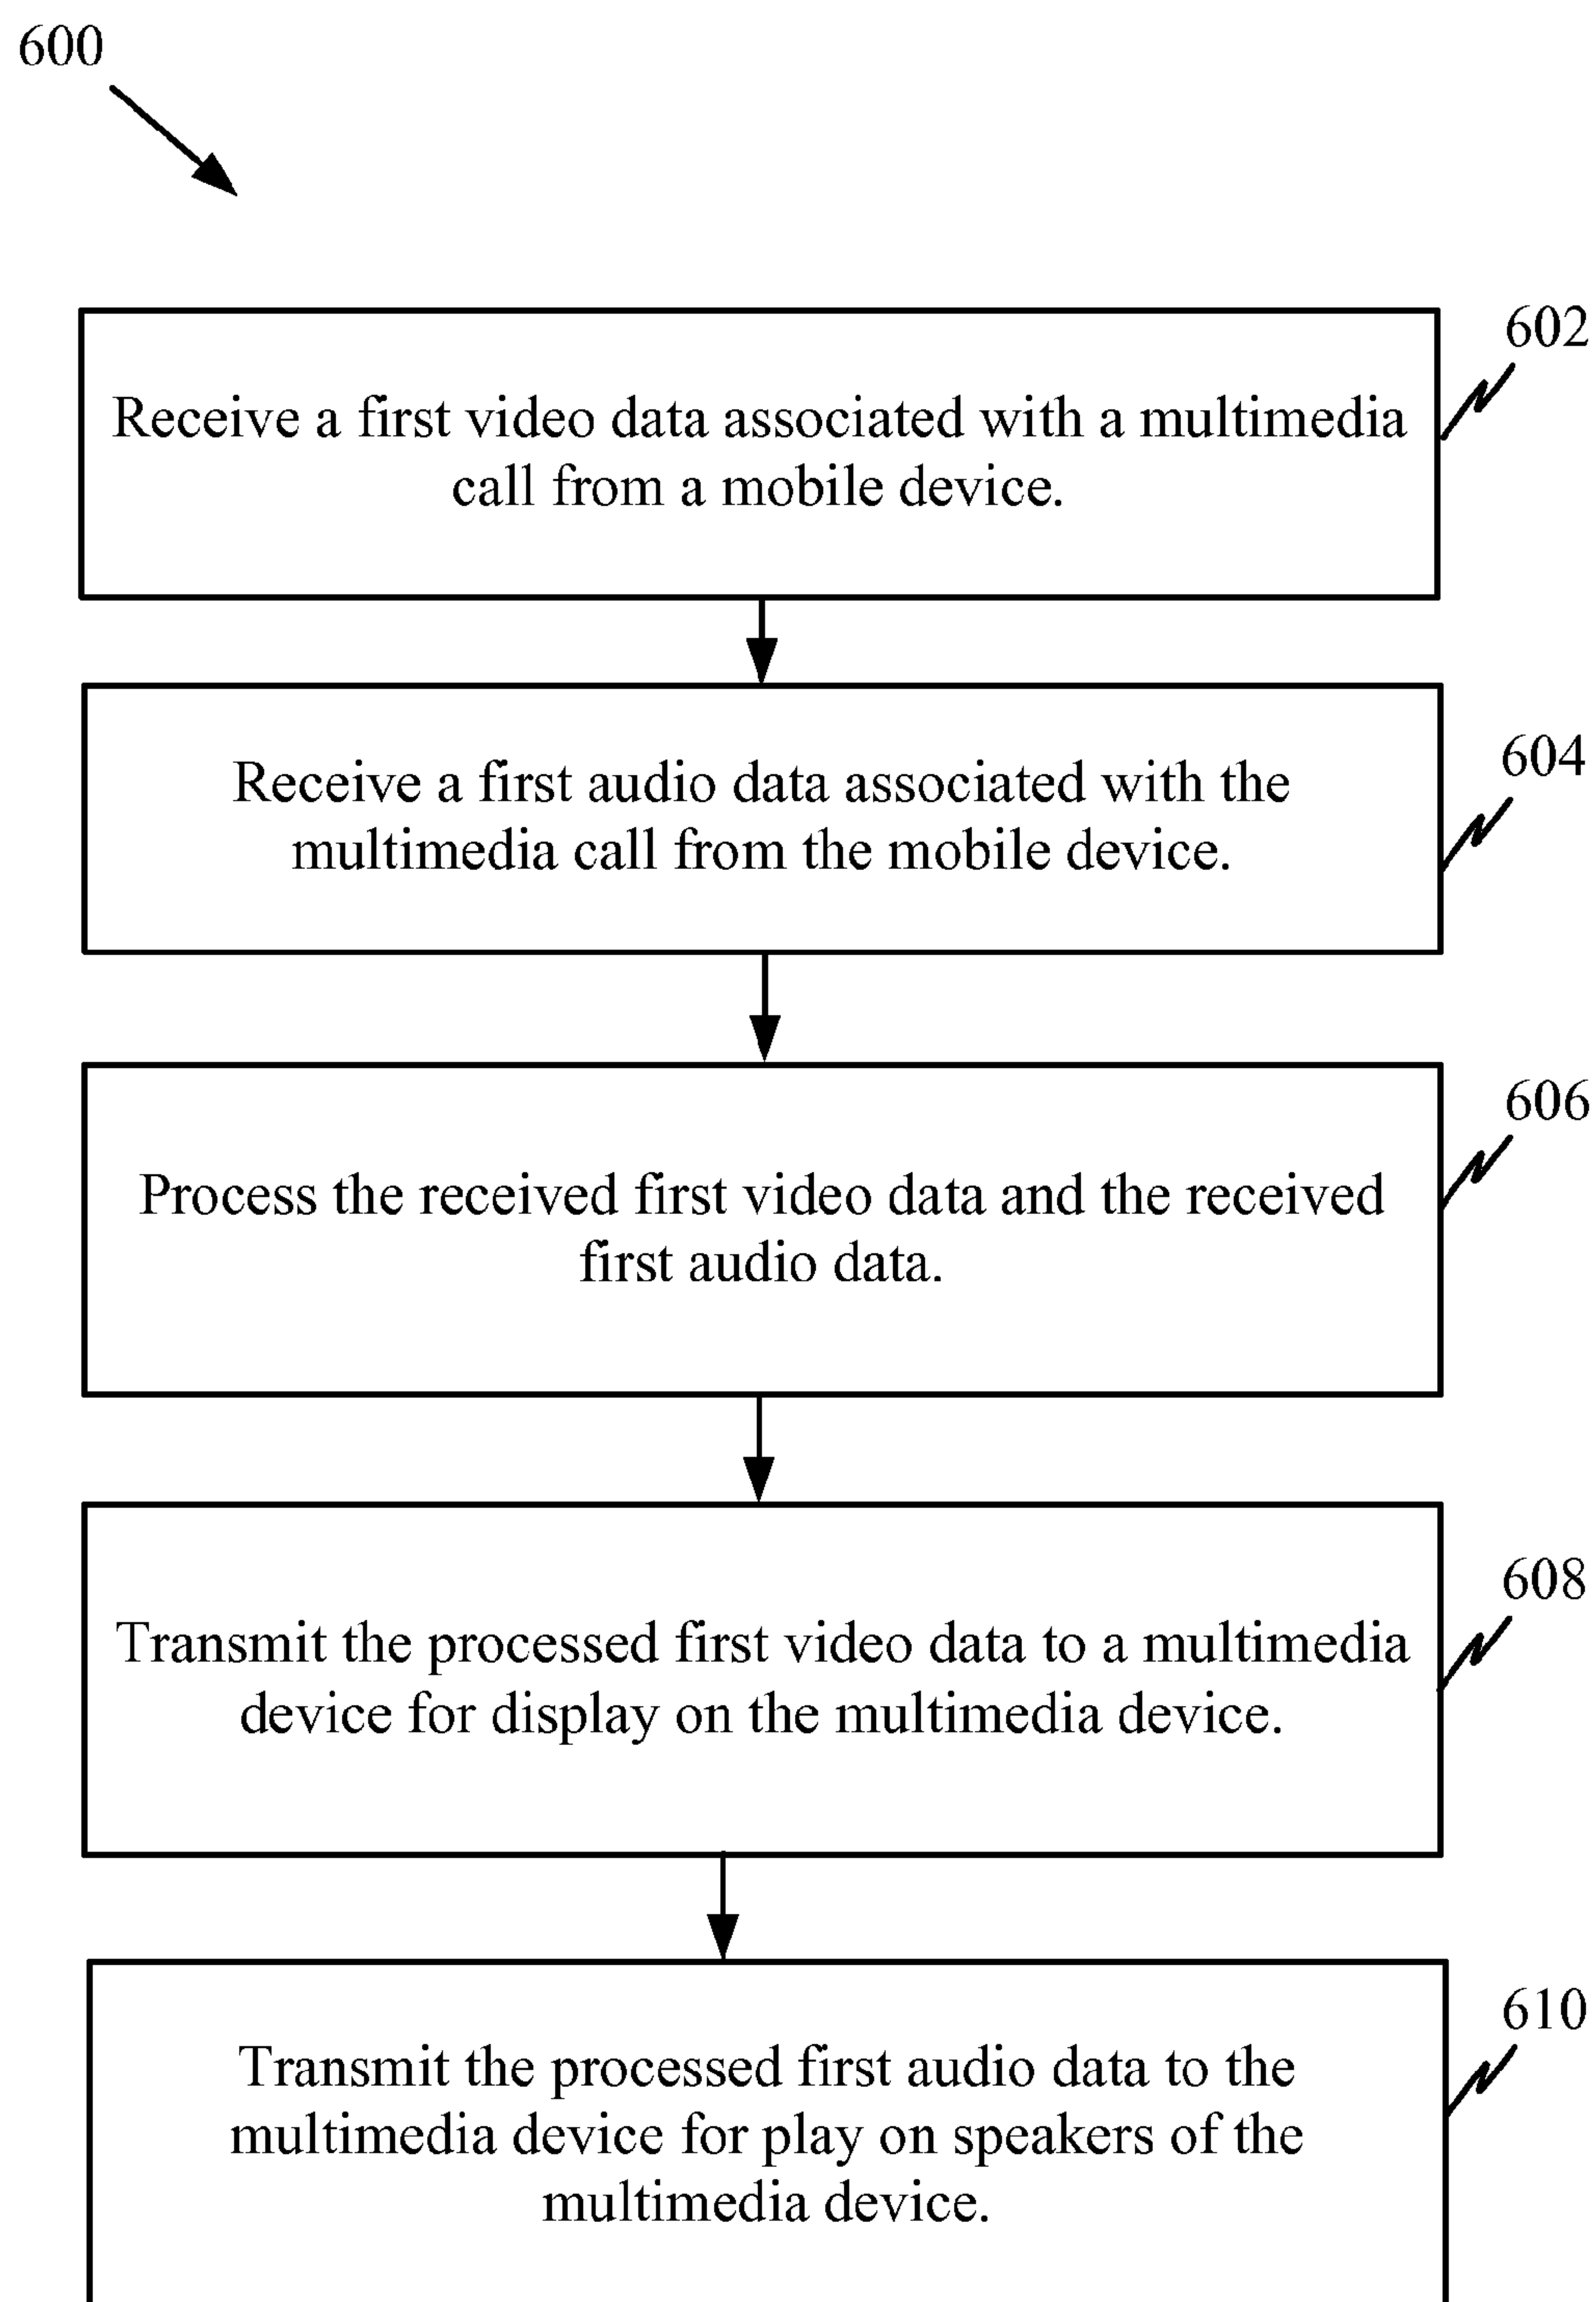 600
602
Receive a first video data associated with a multimedia
call from a mobile device.
604
Receive a first audio data associated with the
multimedia call from the mobile device.
606
Process the received first video data and the received
first audio data.
608
Transmit the processed first video data to a multimedia
device for display on the multimedia device.
610
Transmit the processed first audio data to the
multimedia device for play on speakers of the
multimedia device.